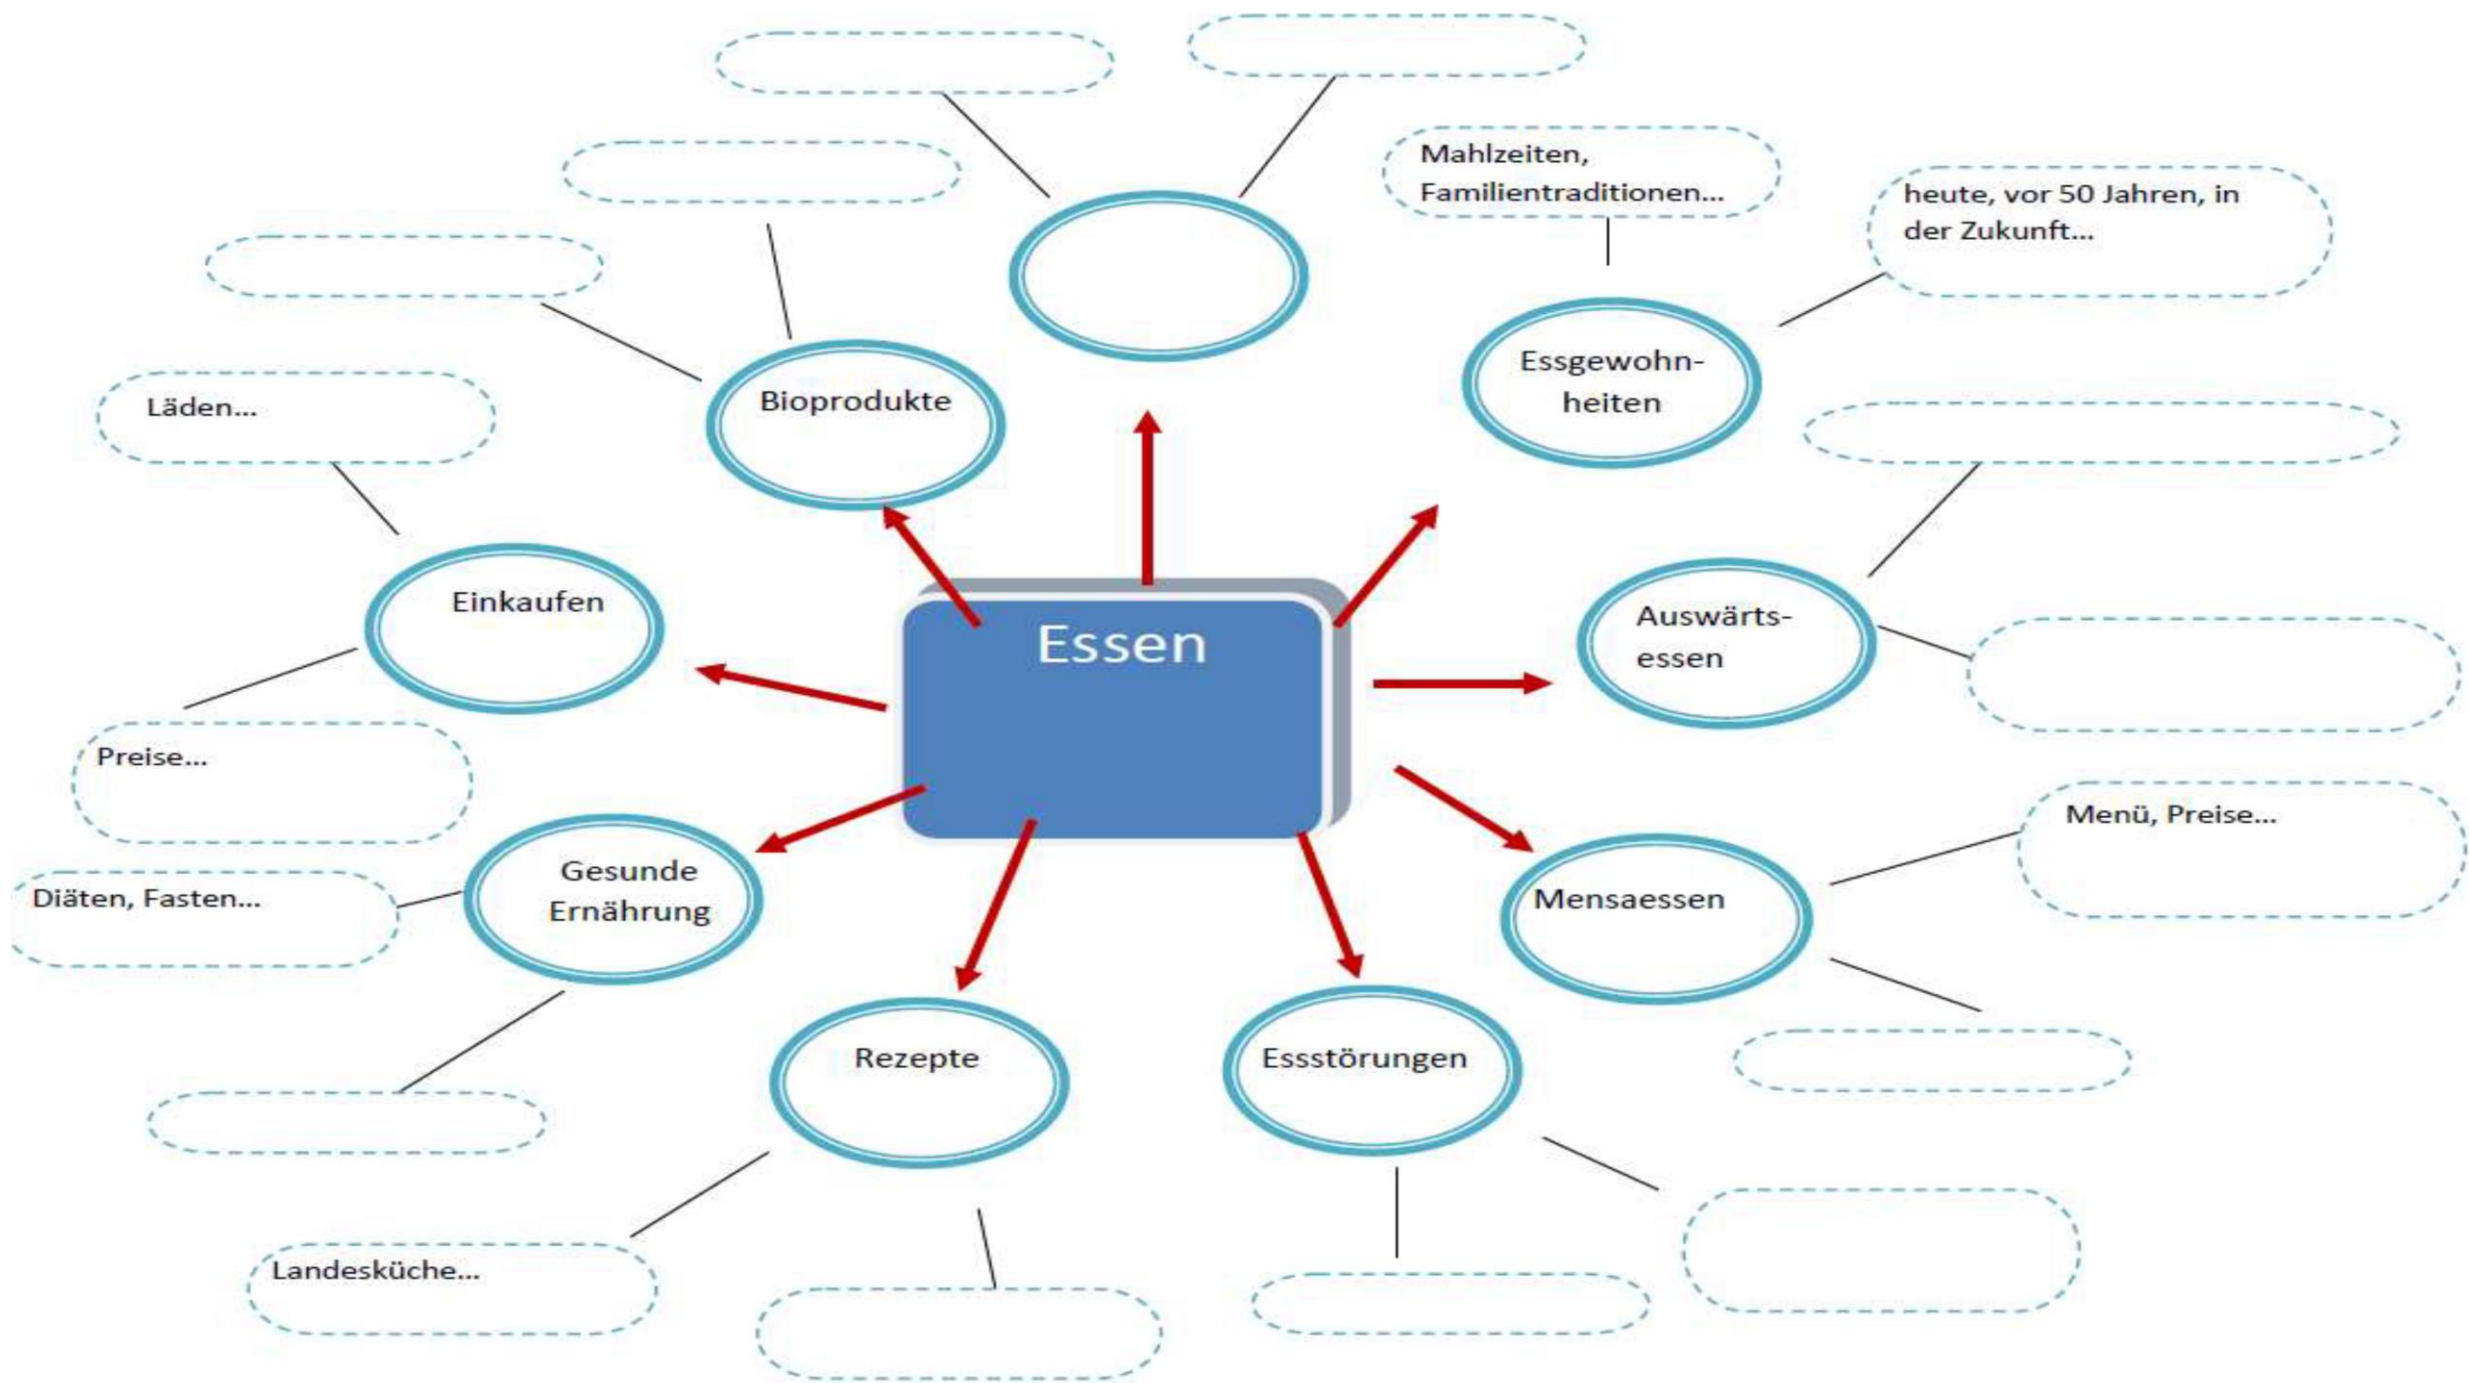 Mahlzeiten,
Familientraditionen...
heute, vor 50 Jahren, in
der Zukunft...
Essgewohn-
heiten
Bioprodukte
Läden...
Einkaufen
Essen
Auswärts-
essen
Preise...
Menü, Preise...
Gesunde
Ernährung
Diäten, Fasten...
Mensaessen
Rezepte
Essstörungen
Landesküche...